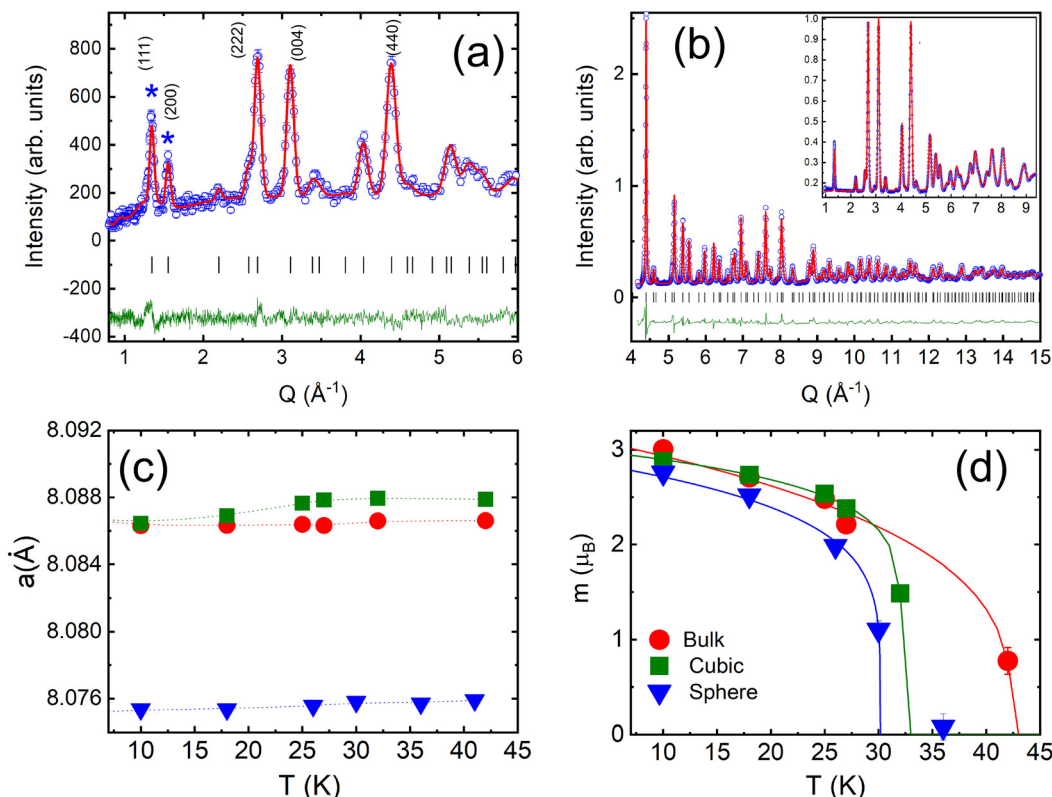 (a)
(111)
(200)
(222)
(004)
(440)
*
*
800
600
400
200
0
-200
-400
Intensity (arb. units)
1
2
3
4
5
6
Q (Å⁻¹)
(b)
2
1
0
Intensity (arb. units)
1.0
0.9
0.8
0.7
0.6
0.5
0.4
0.3
0.2
1 2 3 4 5 6 7 8 9
4 5 6 7 8 9 10 11 12 13 14 15
Q (Å⁻¹)
(c)
8.092
8.088
8.084
8.080
8.076
a(Å)
10 15 20 25 30 35 40 45
T (K)
(d)
3
2
1
0
m (μB)
Bulk
Cubic
Sphere
10 15 20 25 30 35 40 45
T (K)